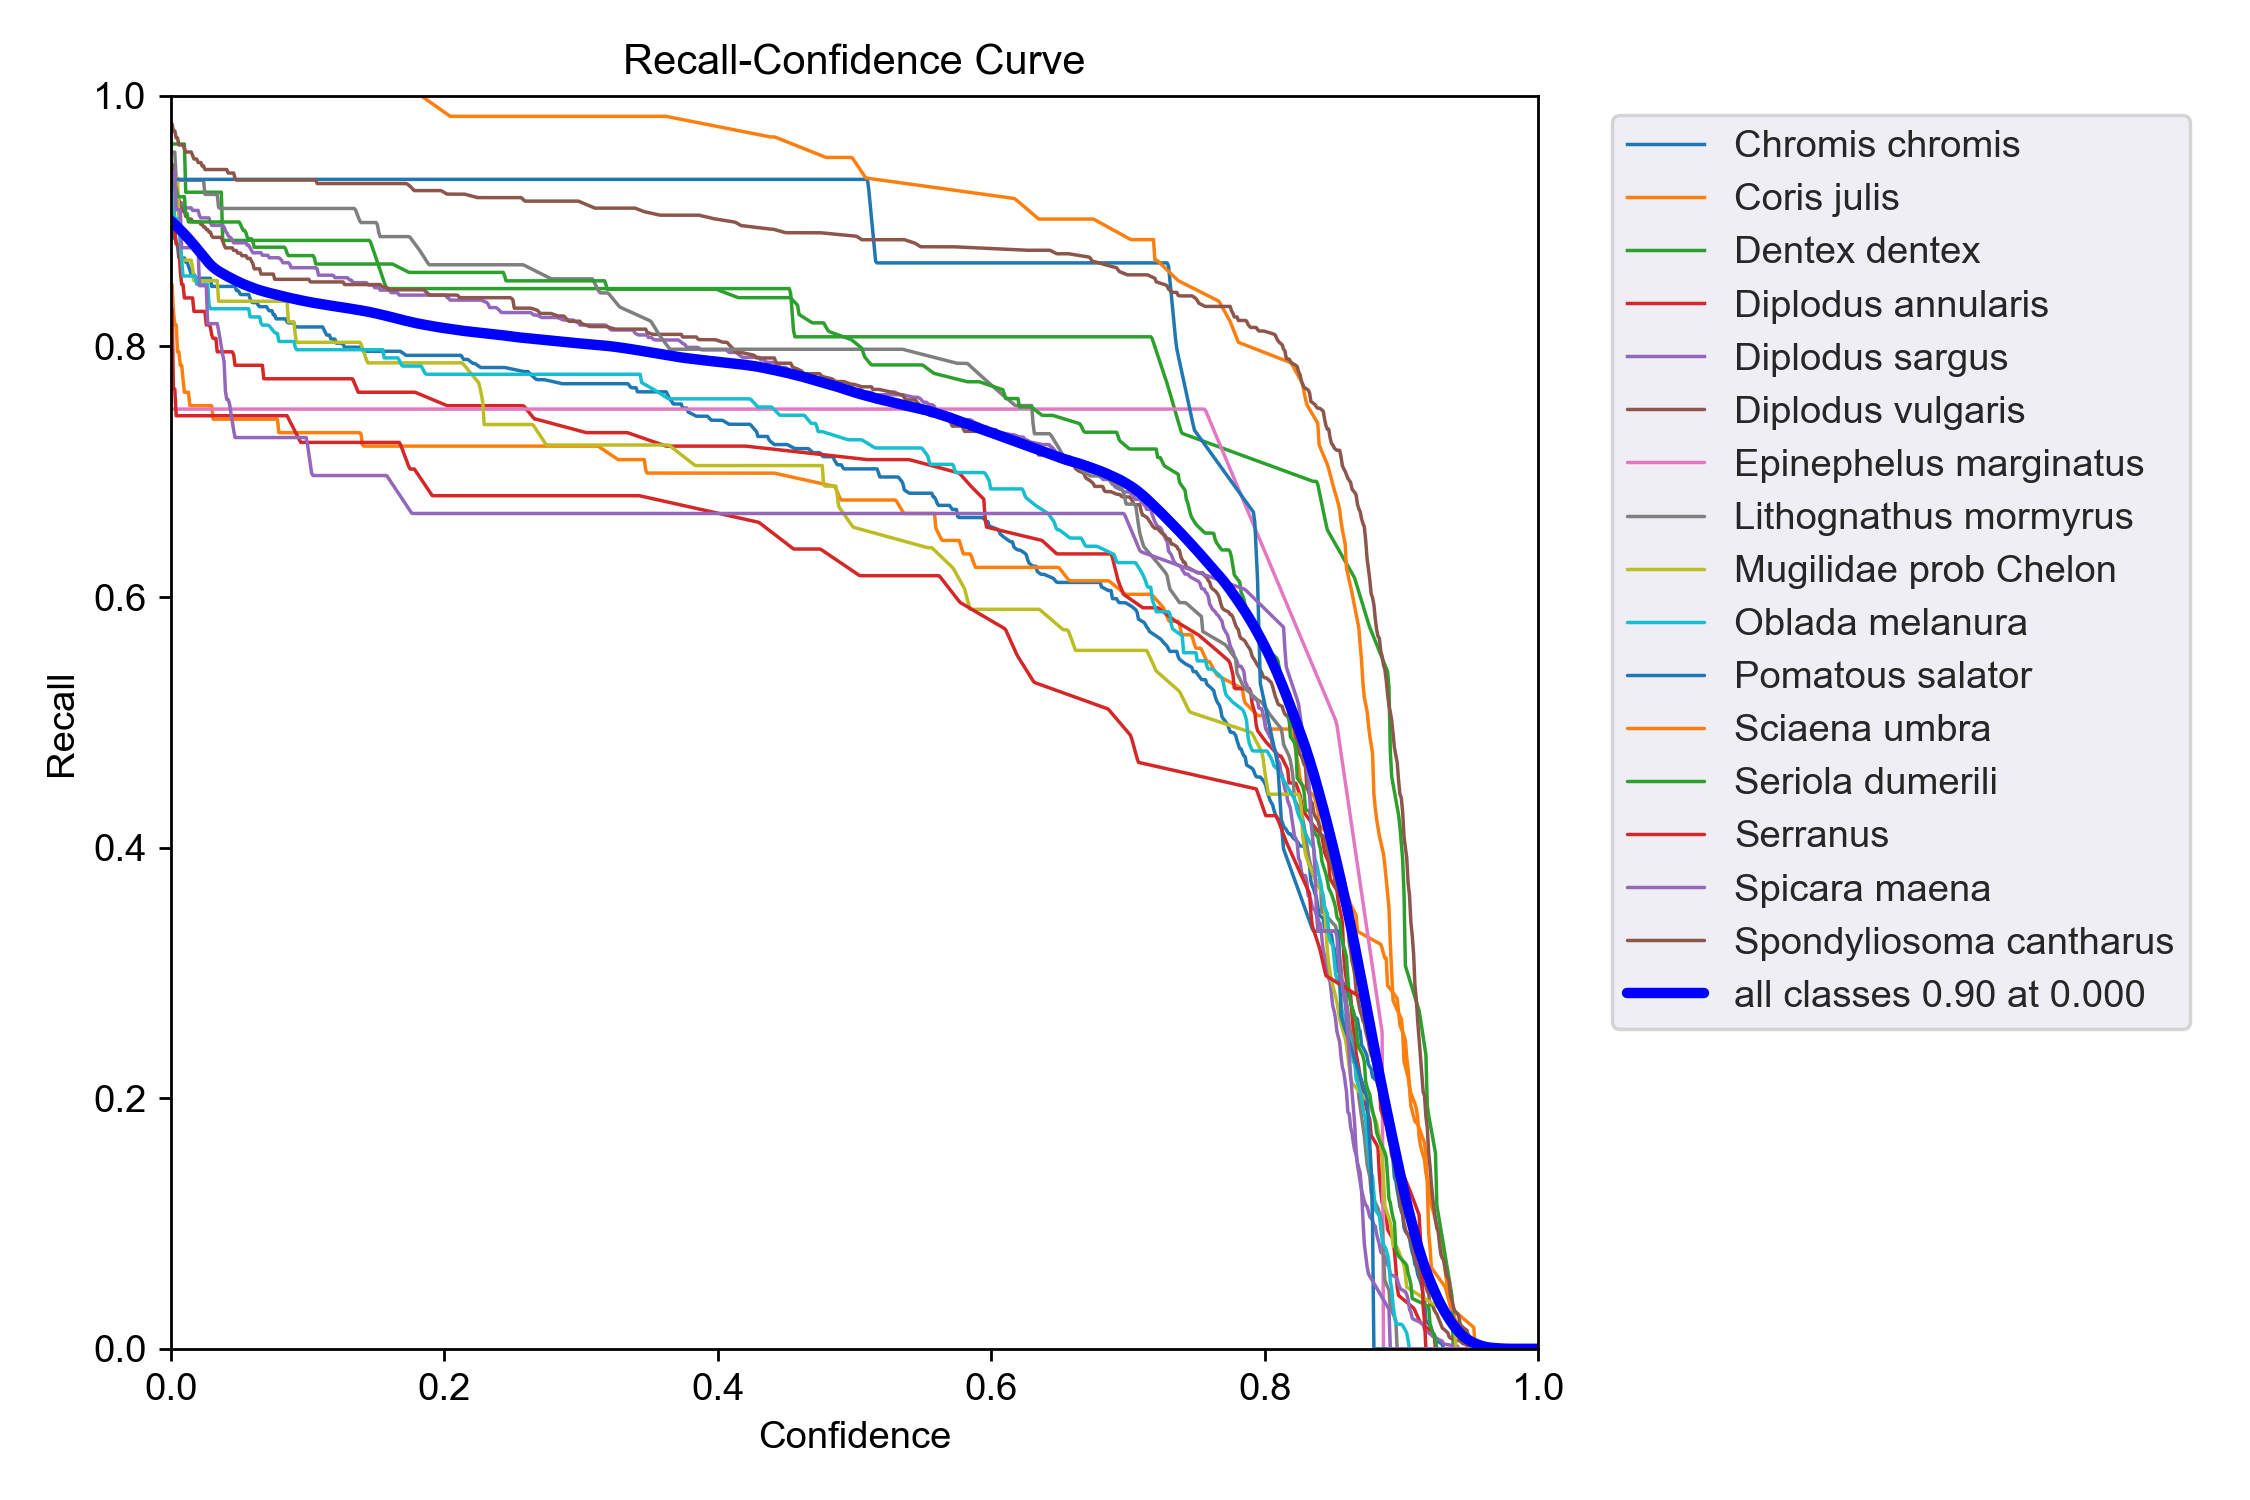 Recall-Confidence Curve
1.0
0.8
0.6
0.4
0.2
0.0
Recall
0.0 0.2 0.4 0.6 0.8 1.0
Confidence
Chromis chromis
Coris julis
Dentex dentex
Diplodus annularis
Diplodus sargus
Diplodus vulgaris
Epinephelus marginatus
Lithognathus mormyrus
Mugilidae prob Chelon
Oblada melanura
Pomatous salator
Sciaena umbra
Seriola dumerili
Serranus
Spicara maena
Spondyliosoma cantharus
all classes 0.90 at 0.000